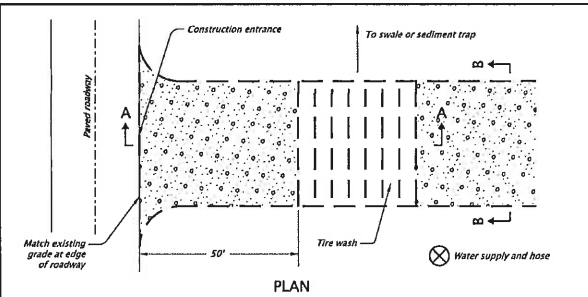 Construction entrance
To swale or sediment trap
B
Paved roadway
A
A
B
Match existing
grade at edge
of roadway
50'
Tire wash
Water supply and hose
PLAN